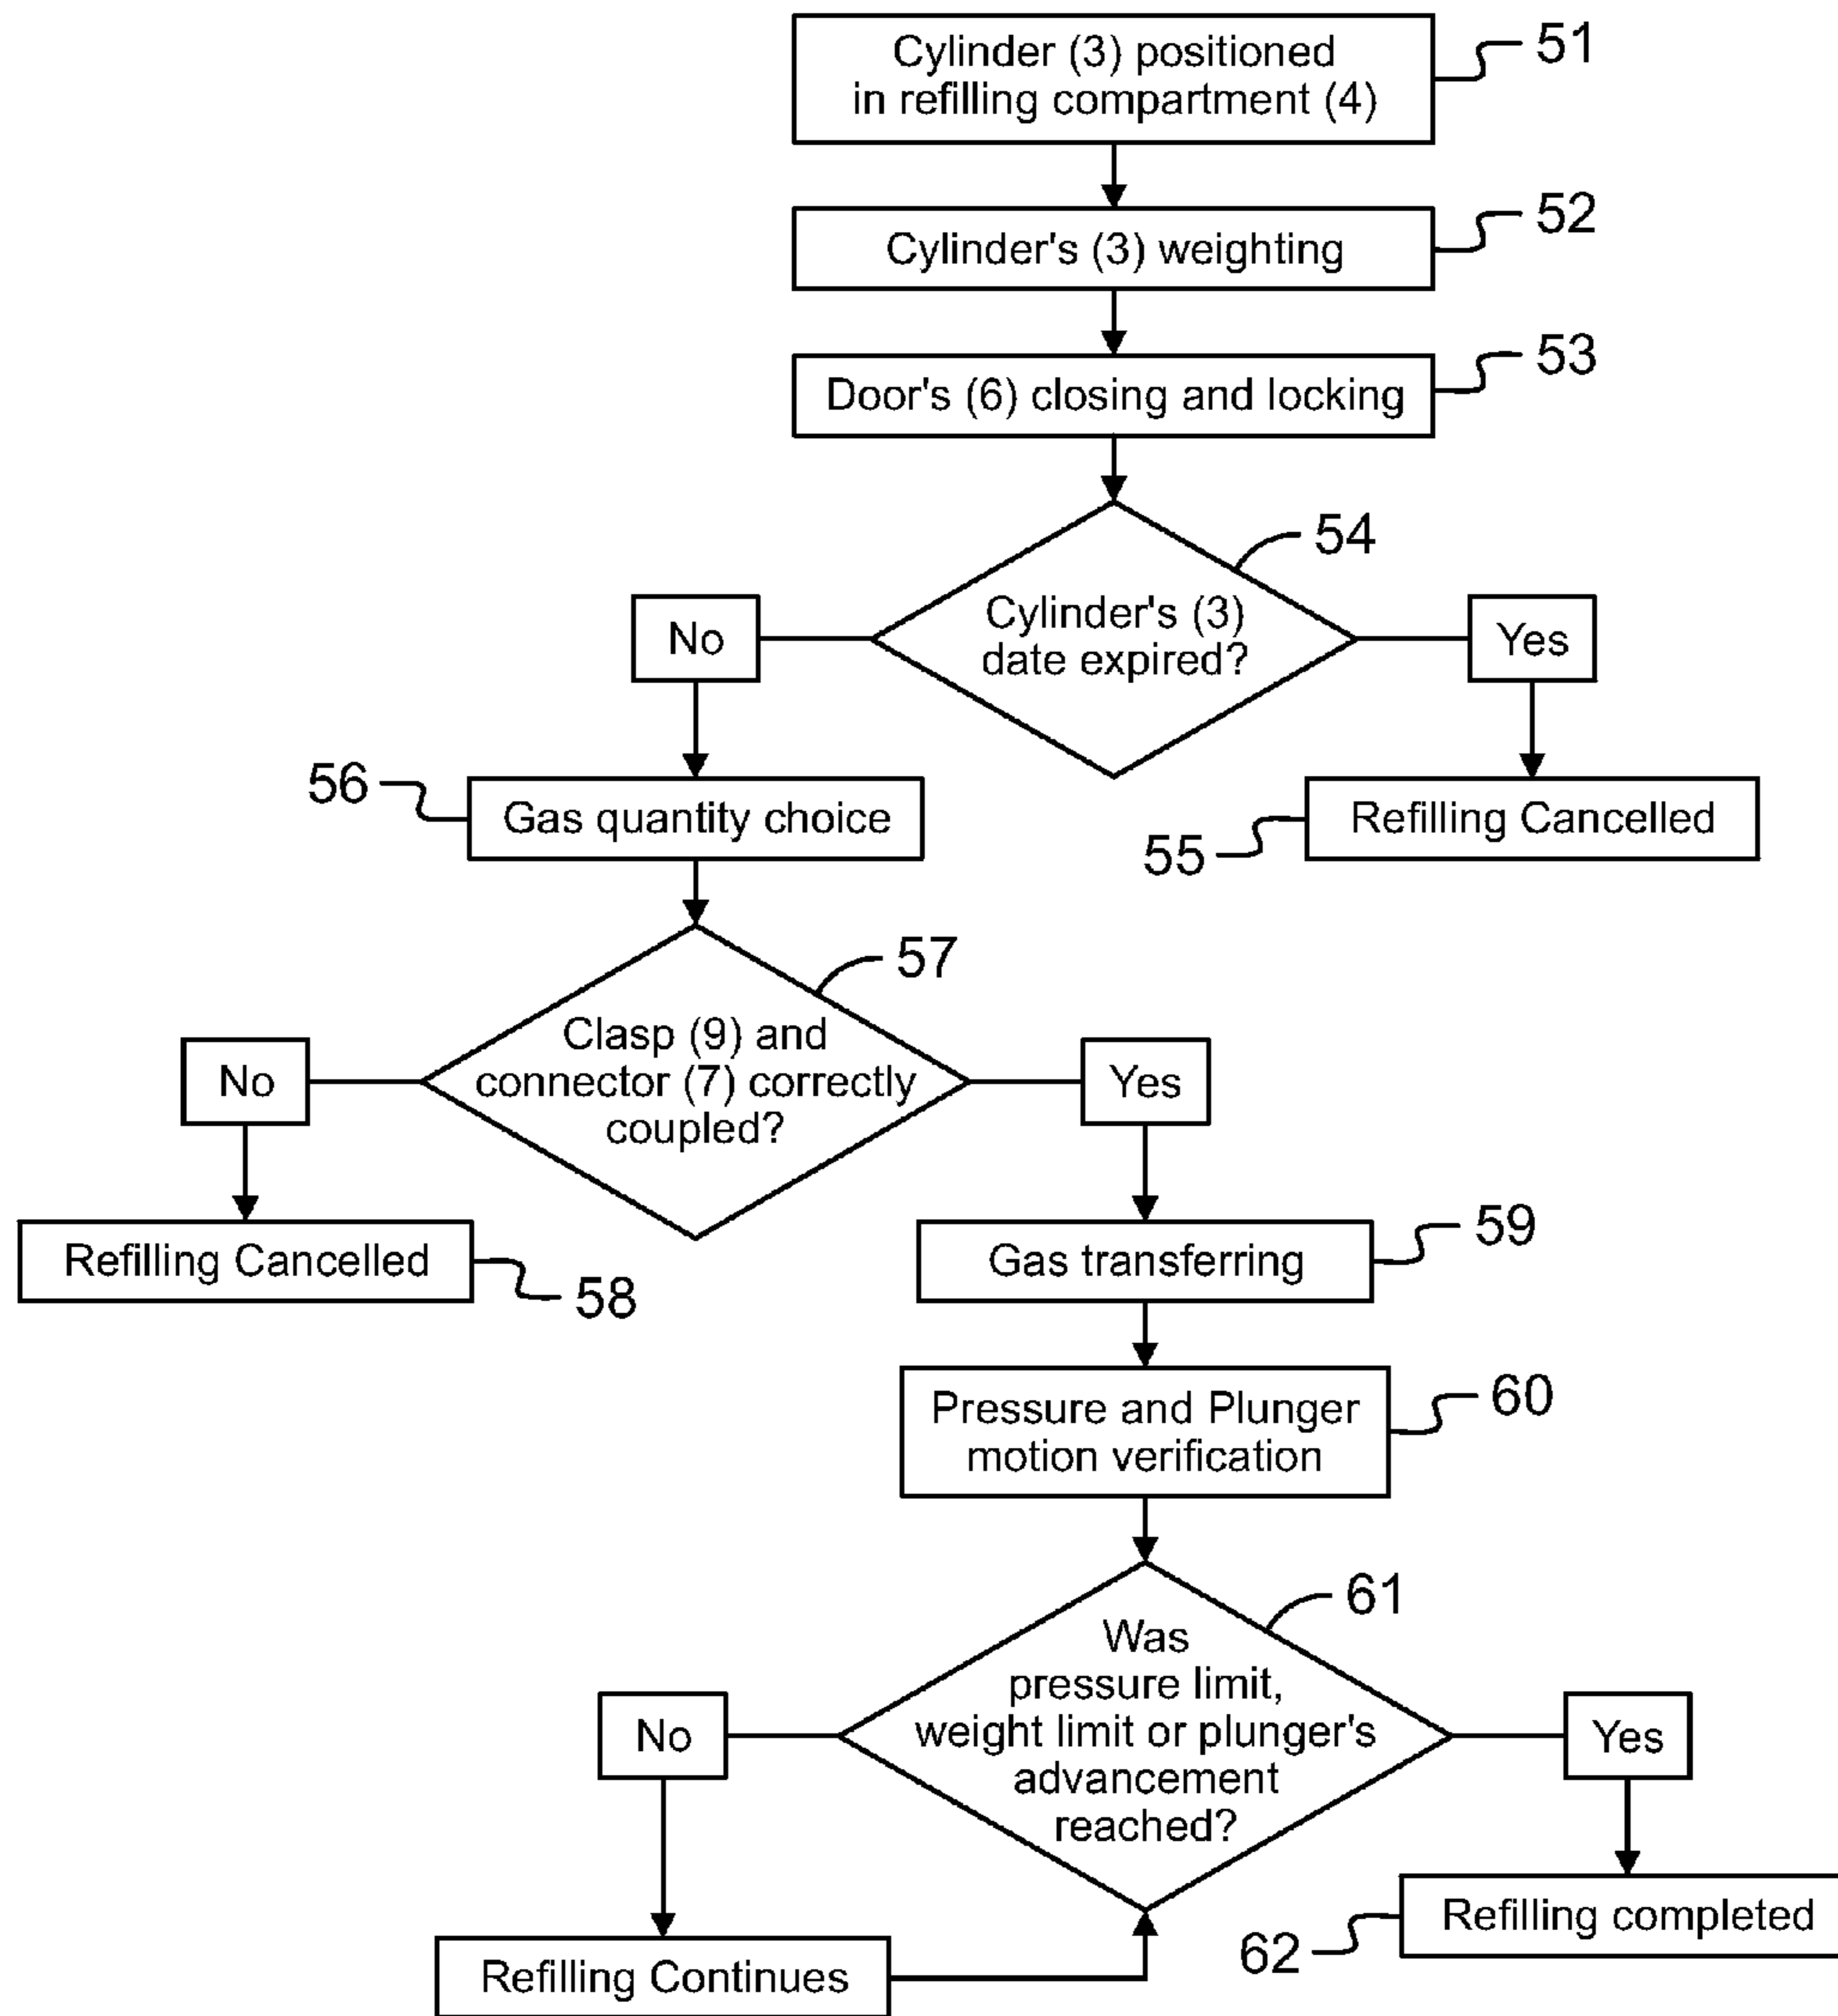 Cylinder (3) positioned
in refilling compartment (4)
51
Cylinder's (3) weighting
52
Door's (6) closing and locking
53
54
Cylinder's (3)
date expired?
No
Yes
56
Gas quantity choice
Refilling Cancelled
55
57
Clasp (9) and
connector (7) correctly
coupled?
No
Yes
Refilling Cancelled
58
Gas transferring
59
Pressure and Plunger
motion verification
60
61
Was
pressure limit,
weight limit or plunger's
advancement
reached?
No
Yes
Refilling completed
62
Refilling Continues